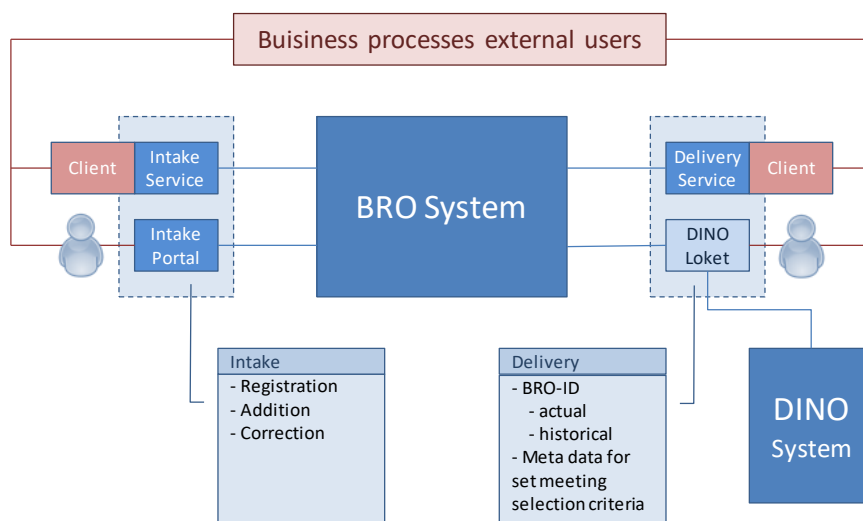 Buisiness processes external users
Client
Intake
Service
BRO System
Delivery
Service
Client
Intake
Portal
DINO
Loket
Intake
- Registration
- Addition
- Correction
Delivery
- BRO-ID
- actual
- historical
- Meta data for
set meeting
selection criteria
DINO
System